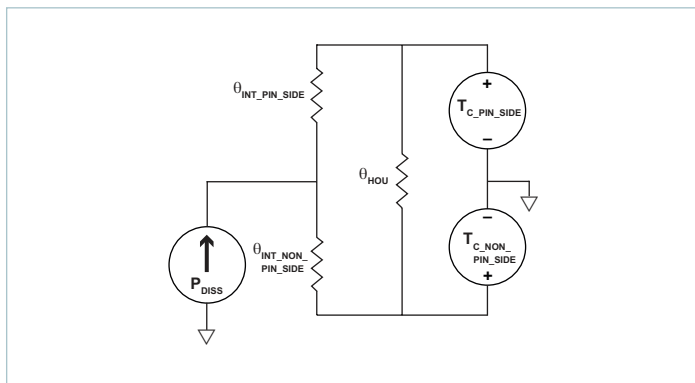 θINT_PIN_SIDE
+
TC_PIN_SIDE
−
θHOU
−
TC_NON_
PIN_SIDE
+
θINT_NON_
PIN_SIDE
PDISS